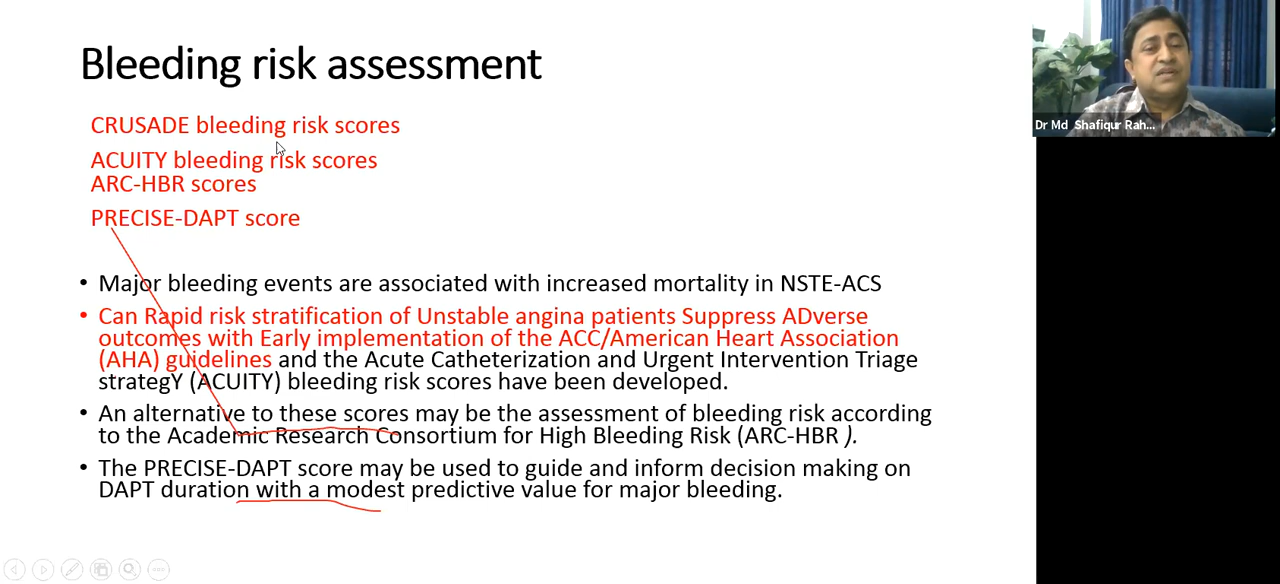 Bleeding risk assessment
CRUSADE bleeding risk scores
ACUITY bleeding risk scores
ARC-HBR scores
PRECISE-DAPT score
• Major bleeding events are associated with increased mortality in NSTE-ACS
• Can Rapid risk stratification of Unstable angina patients Suppress ADverse
outcomes with Early implementation of the ACC/American Heart Association
(AHA) guidelines and the Acute Catheterization and Urgent Intervention Triage
strategY (ACUITY) bleeding risk scores have been developed.
• An alternative to these scores may be the assessment of bleeding risk according
to the Academic Research Consortium for High Bleeding Risk (ARC-HBR ).
• The PRECISE-DAPT score may be used to guide and inform decision making on
DAPT duration with a modest predictive value for major bleeding.
Dr Md Shafiqur Rah...